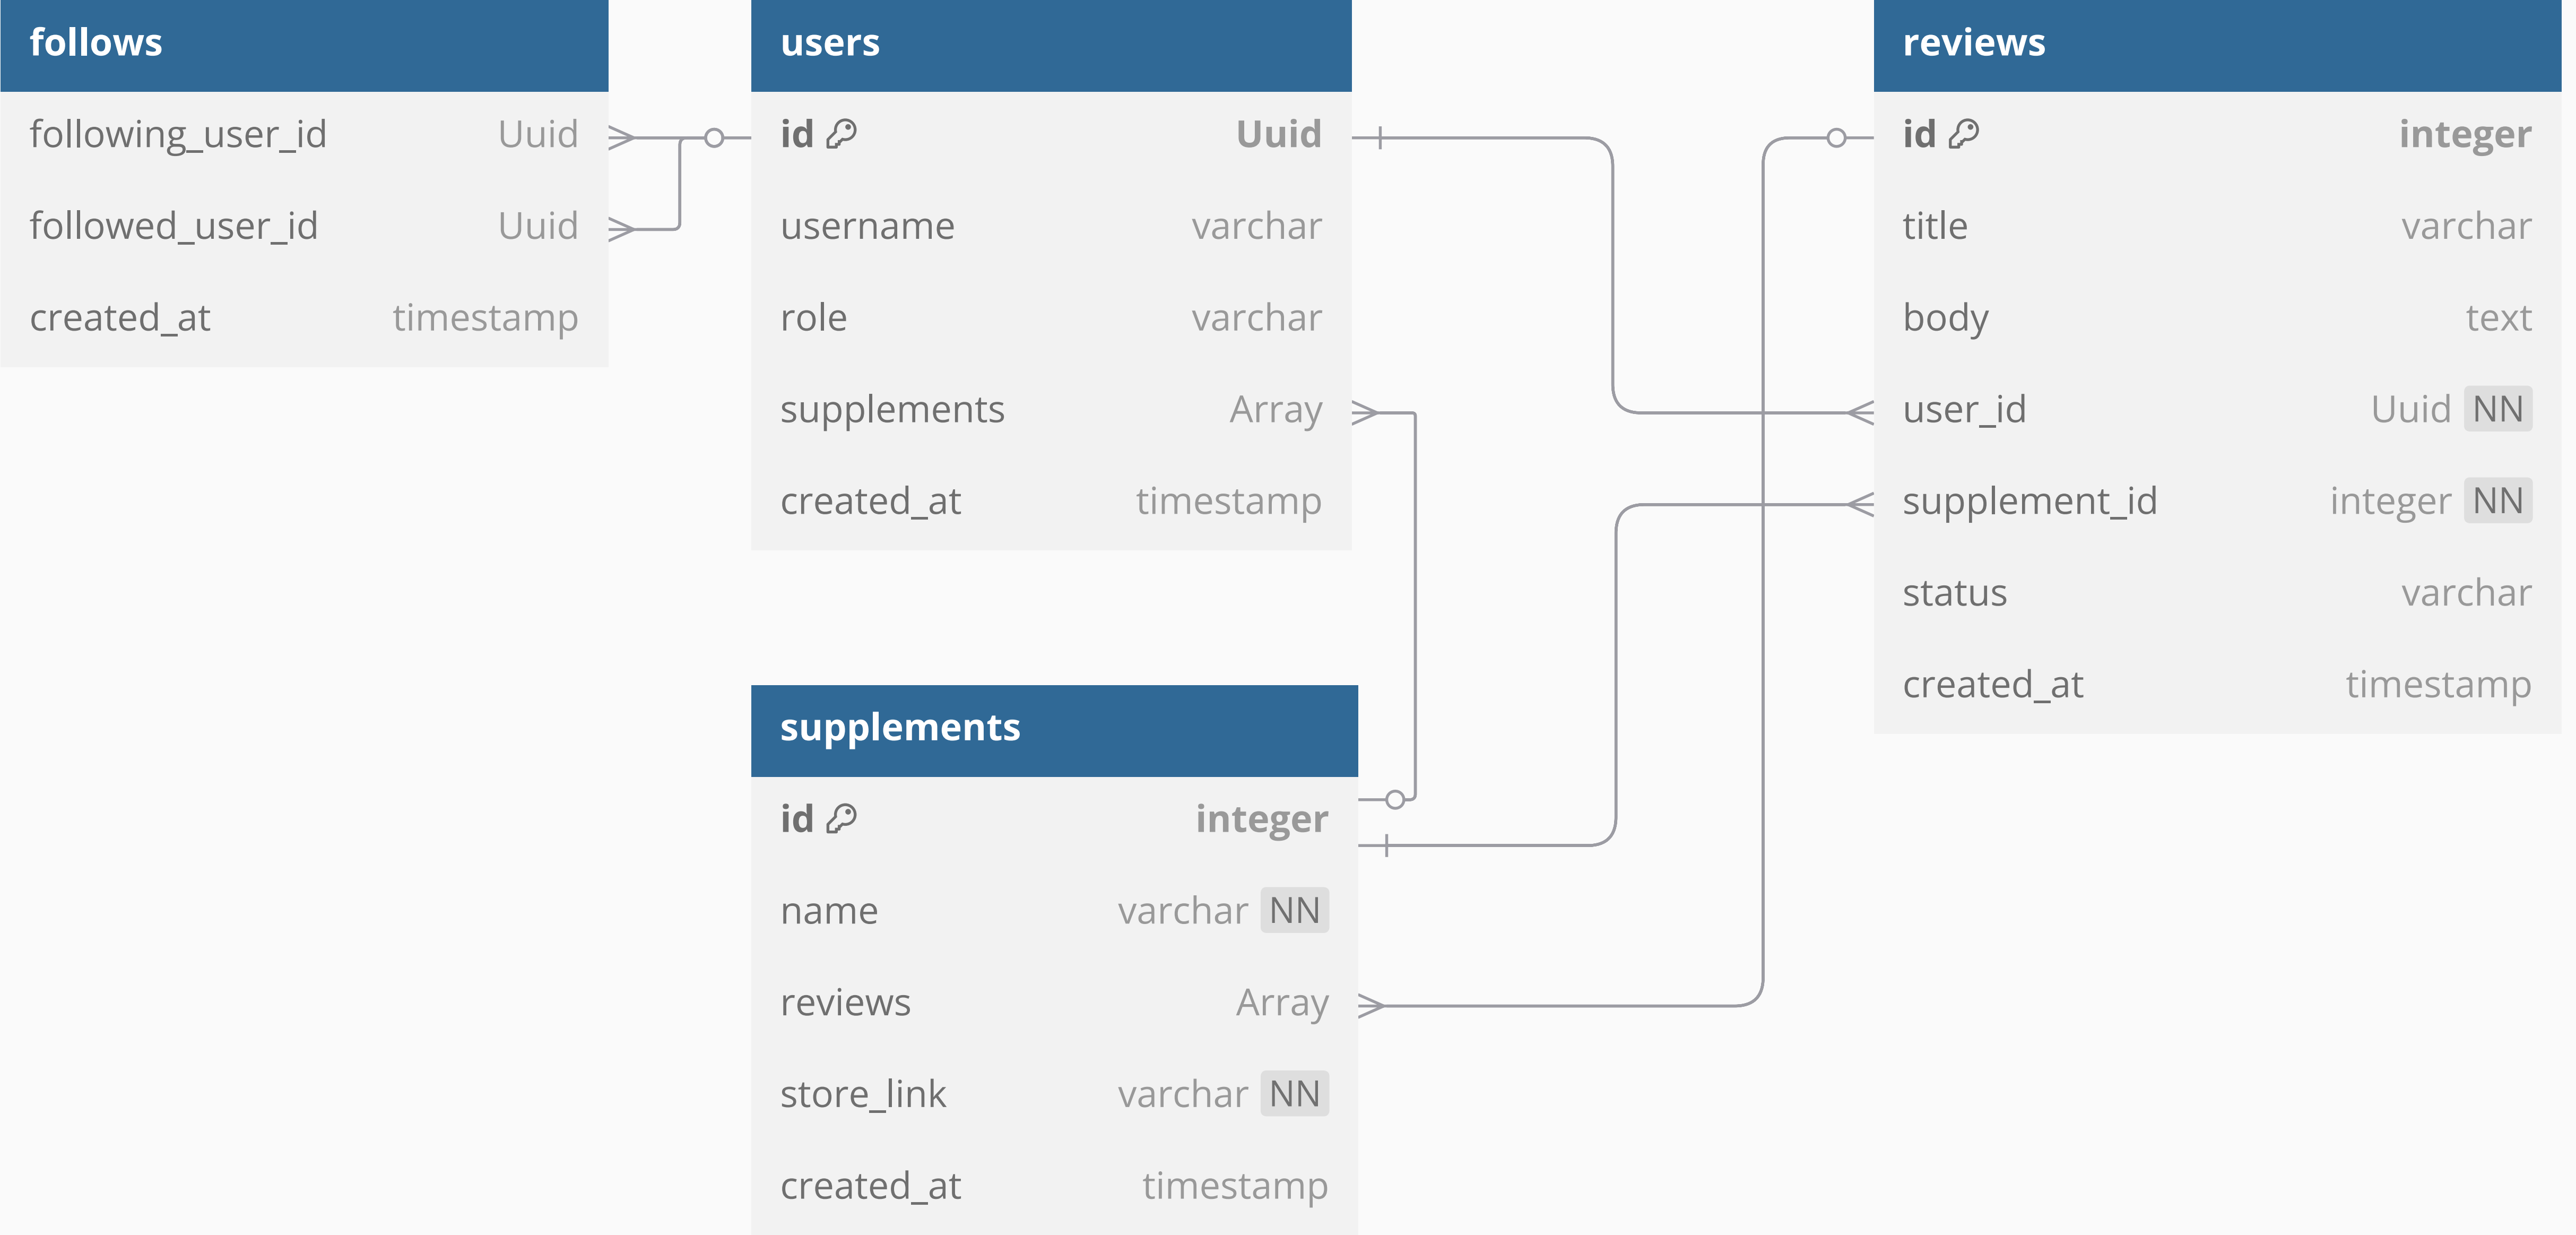 follows
following_user_id Uuid
followed_user_id Uuid
created_at timestamp
users
id Uuid
username varchar
role varchar
supplements Array
created_at timestamp
reviews
id integer
title varchar
body text
user_id Uuid NN
supplement_id integer NN
status varchar
created_at timestamp
supplements
id integer
name varchar NN
reviews Array
store_link varchar NN
created_at timestamp